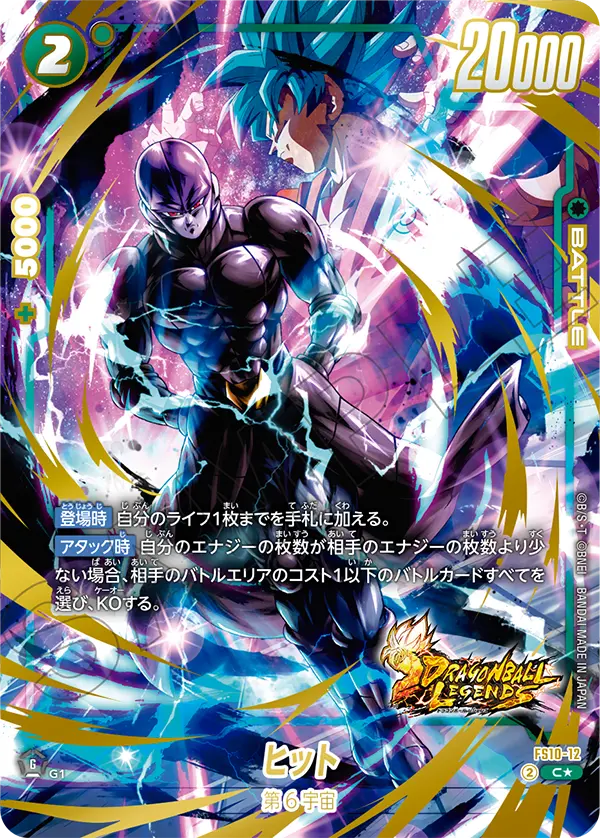 2
20000
+5000
BATTLE
登場時 自分のライフ1枚までを手札に加える。
アタック時 自分のエナジーの枚数が相手のエナジーの枚数より少
ない場合、相手のバトルエリアのコスト1以下のバトルカードすべてを
選び、KOする。
DRAGONBALL
LEGENDS
©B/S・T ©BNEI BANDAI MADE IN JAPAN
FS10-12
G
G1
ヒット
2
C★
第6宇宙